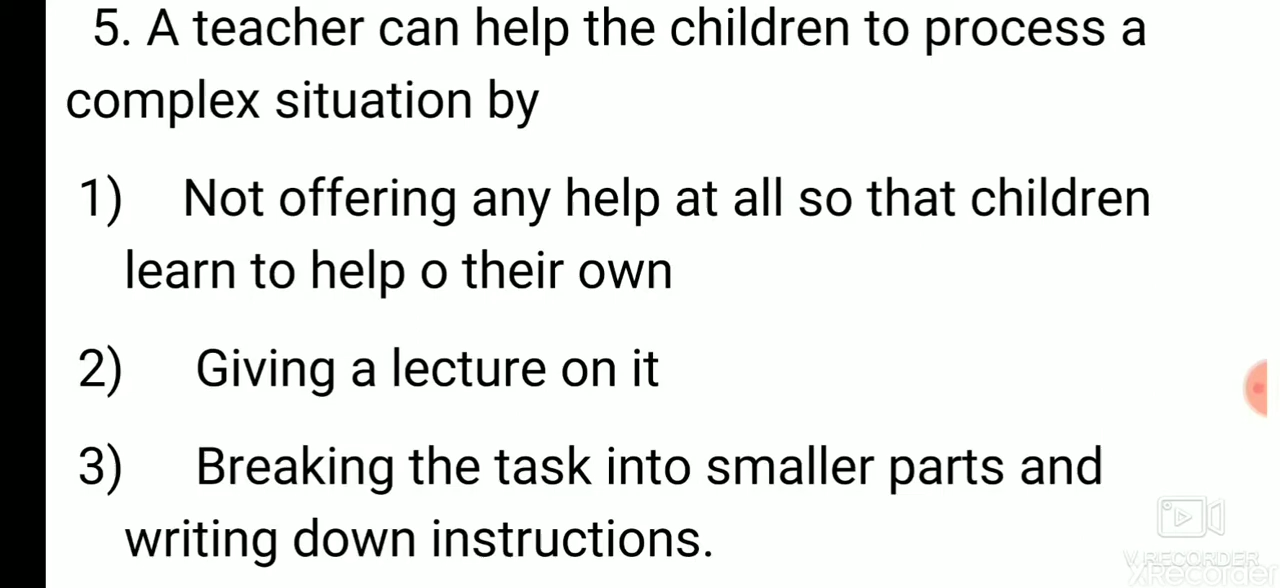 5. A teacher can help the children to process a
complex situation by
1) Not offering any help at all so that children
learn to help o their own
2) Giving a lecture on it
3) Breaking the task into smaller parts and
writing down instructions.
V.RECORDER
XRecorder